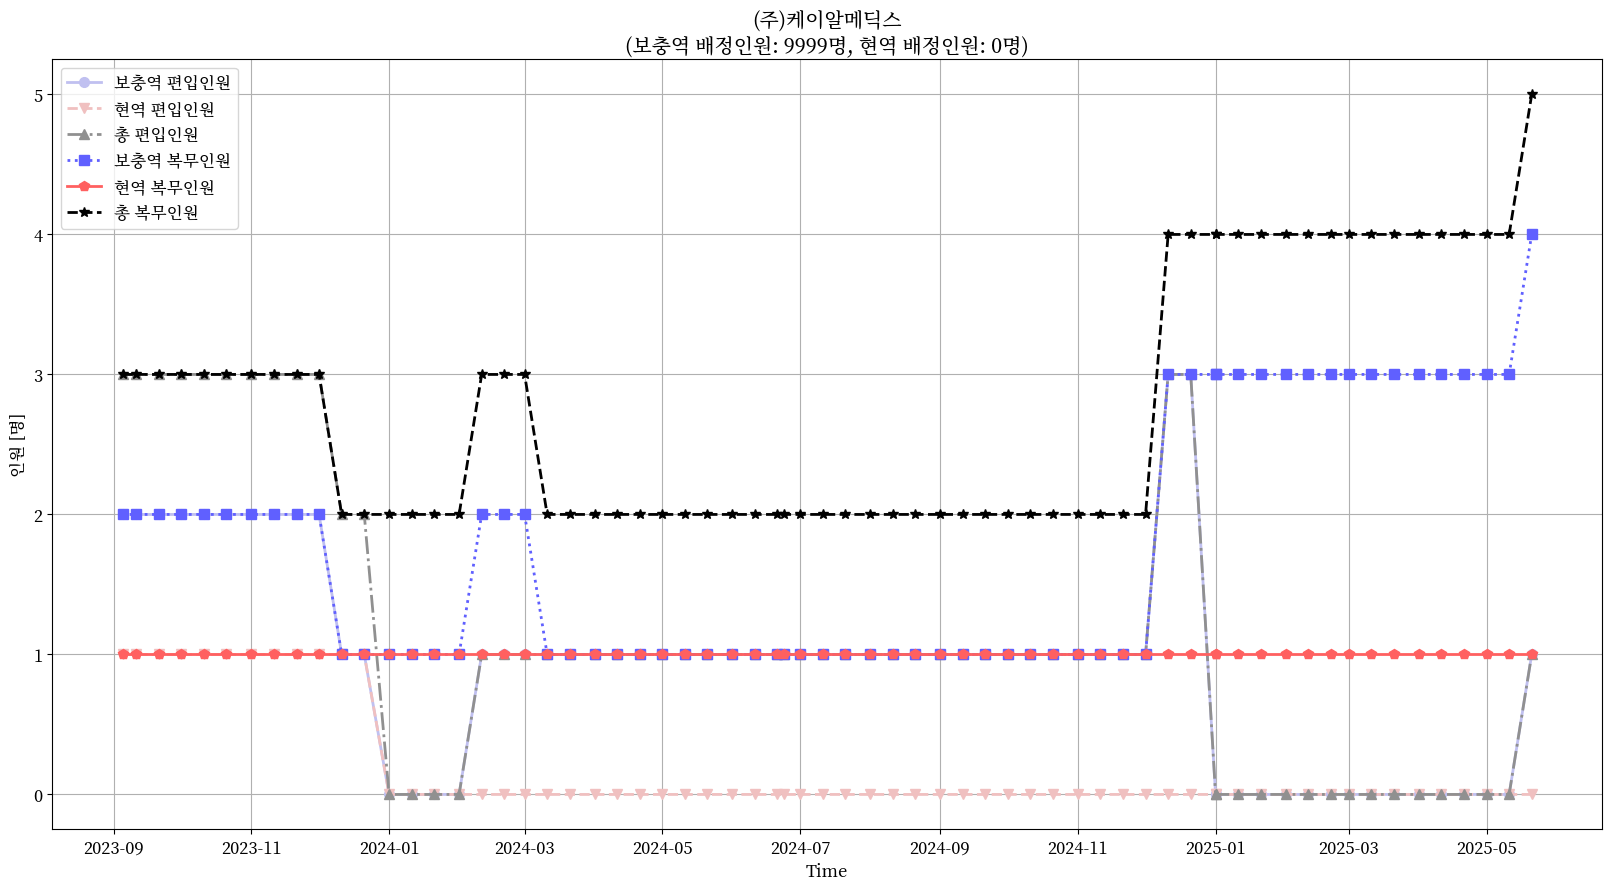 (주)케이알메딕스
(보충역 배정인원: 9999명, 현역 배정인원: 0명)
보충역 편입인원
현역 편입인원
총 편입인원
보충역 복무인원
현역 복무인원
총 복무인원
인원 [명]
5
4
3
2
1
0
2023-09 2023-11 2024-01 2024-03 2024-05 2024-07 2024-09 2024-11 2025-01 2025-03 2025-05
Time